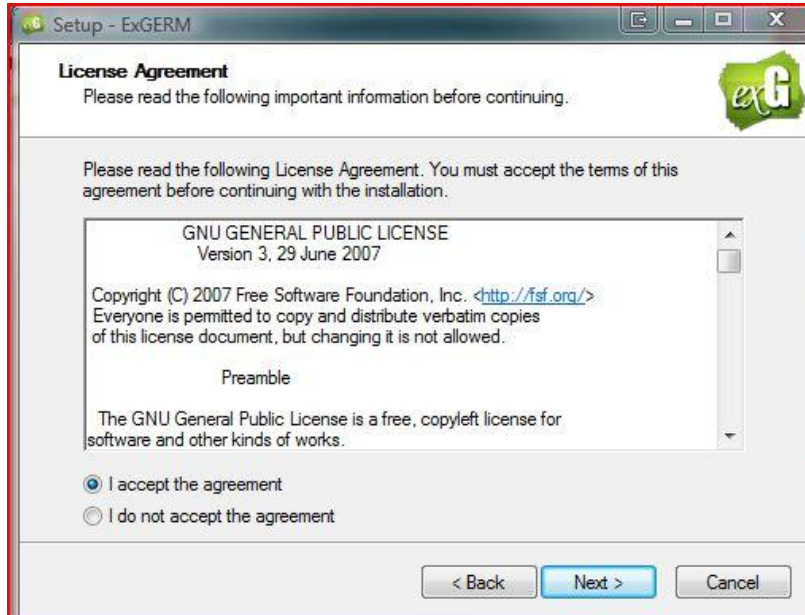 Setup - ExGERM
License Agreement
Please read the following important information before continuing.
exG
Please read the following License Agreement. You must accept the terms of this
agreement before continuing with the installation.
GNU GENERAL PUBLIC LICENSE
Version 3, 29 June 2007
Copyright (C) 2007 Free Software Foundation, Inc. <http://fsf.org/>
Everyone is permitted to copy and distribute verbatim copies
of this license document, but changing it is not allowed.
Preamble
The GNU General Public License is a free, copyleft license for
software and other kinds of works.
I accept the agreement
I do not accept the agreement
< Back Next > Cancel